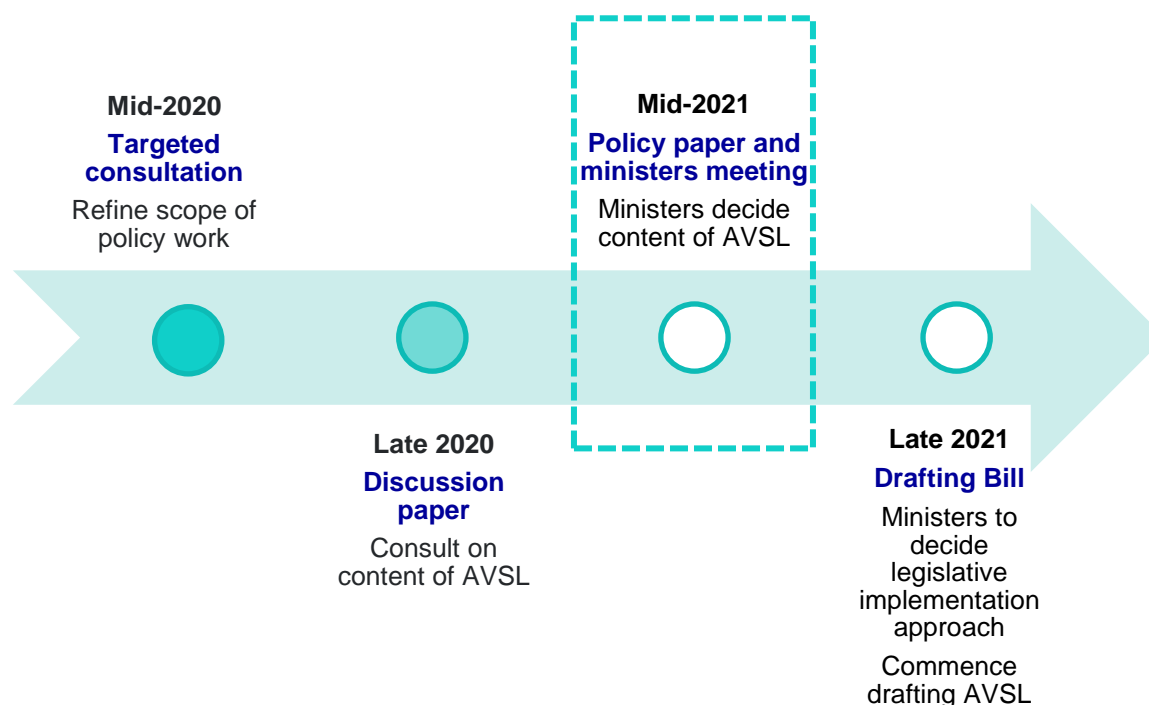 Mid-2020
Targeted
consultation
Refine scope of
policy work
Late 2020
Discussion
paper
Consult on
content of AVSL
Mid-2021
Policy paper and
ministers meeting
Ministers decide
content of AVSL
Late 2021
Drafting Bill
Ministers to
decide
legislative
implementation
approach
Commence
drafting AVSL